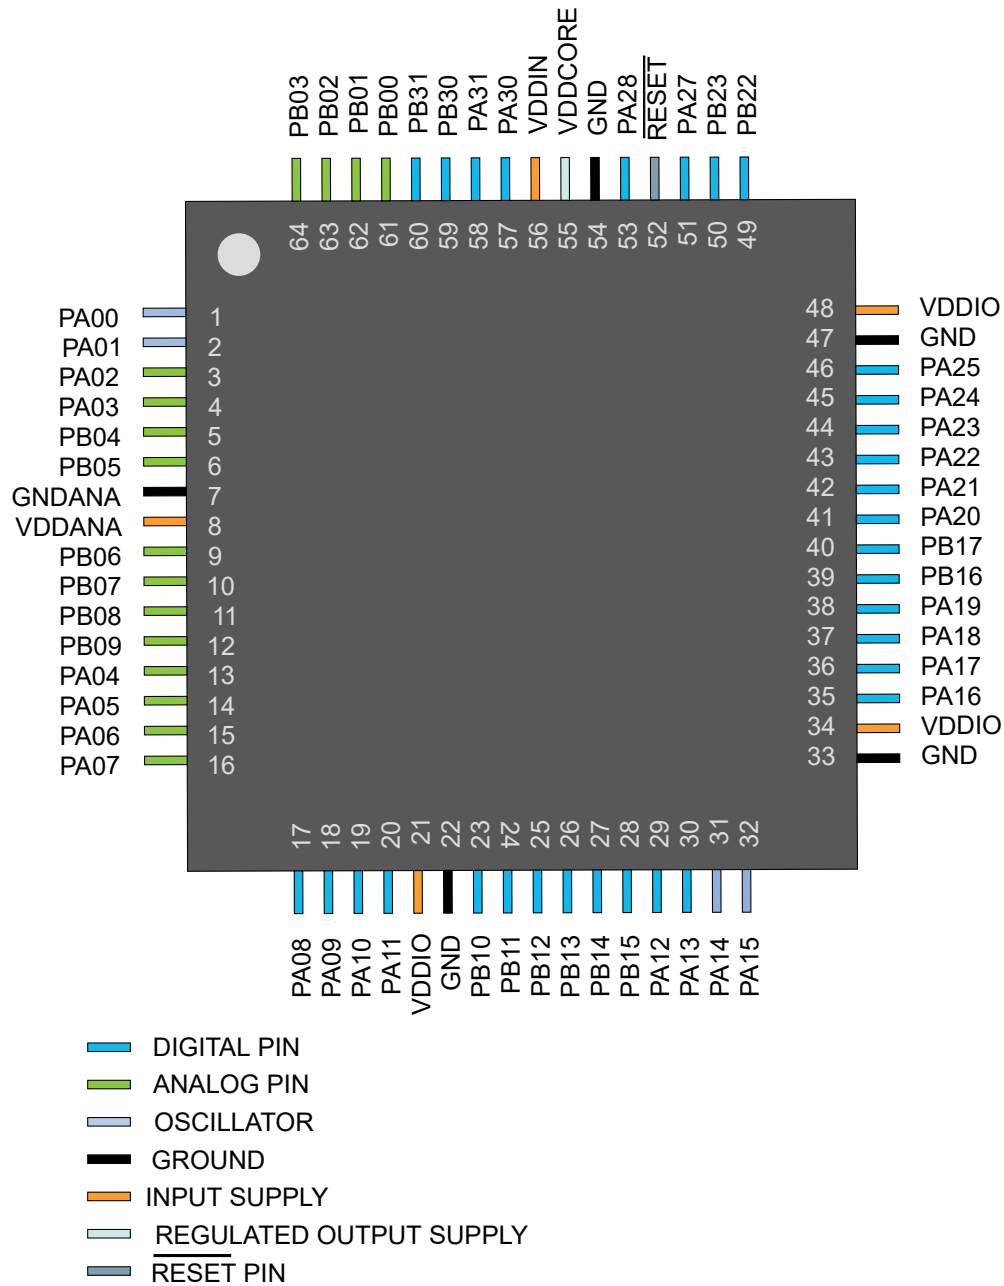 PB03
PB02
PB01
PB00
PB31
PB30
PA31
PA30
VDDIN
VDDCORE
GND
PA28
RESET
PA27
PB23
PB22
64
63
62
61
60
59
58
57
56
55
54
53
52
51
50
49
PA00 1
PA01 2
PA02 3
PA03 4
PB04 5
PB05 6
GNDANA 7
VDDANA 8
PB06 9
PB07 10
PB08 11
PB09 12
PA04 13
PA05 14
PA06 15
PA07 16
48 VDDIO
47 GND
46 PA25
45 PA24
44 PA23
43 PA22
42 PA21
41 PA20
40 PB17
39 PB16
38 PA19
37 PA18
36 PA17
35 PA16
34 VDDIO
33 GND
17
18
19
20
21
22
23
24
25
26
27
28
29
30
31
32
PA08
PA09
PA10
PA11
VDDIO
GND
PB10
PB11
PB12
PB13
PB14
PB15
PA12
PA13
PA14
PA15
DIGITAL PIN
ANALOG PIN
OSCILLATOR
GROUND
INPUT SUPPLY
REGULATED OUTPUT SUPPLY
RESET PIN